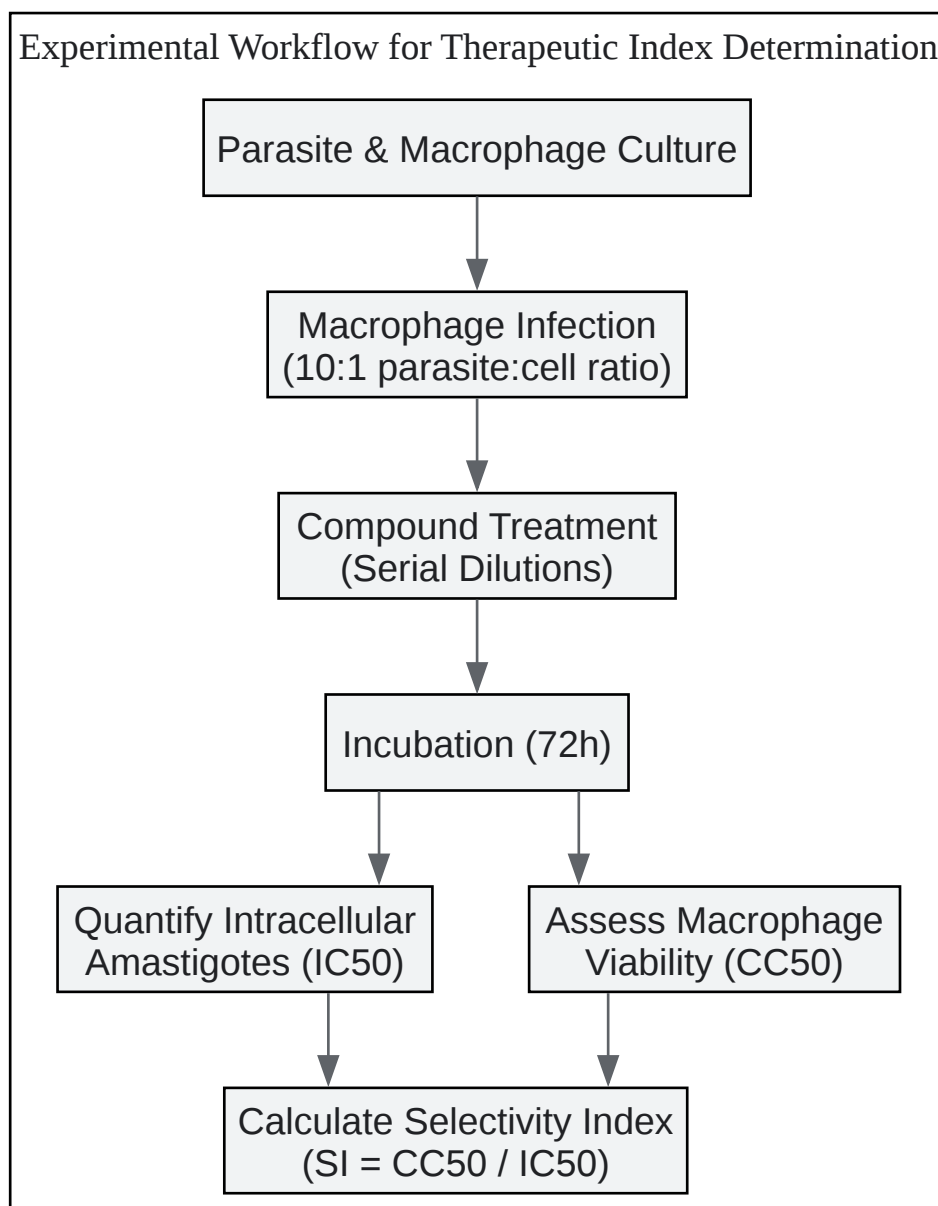 Experimental Workflow for Therapeutic Index Determination
Parasite & Macrophage Culture
Macrophage Infection
(10:1 parasite:cell ratio)
Compound Treatment
(Serial Dilutions)
Incubation (72h)
Quantify Intracellular
Amastigotes (IC50)
Assess Macrophage
Viability (CC50)
Calculate Selectivity Index
(SI = CC50 / IC50)